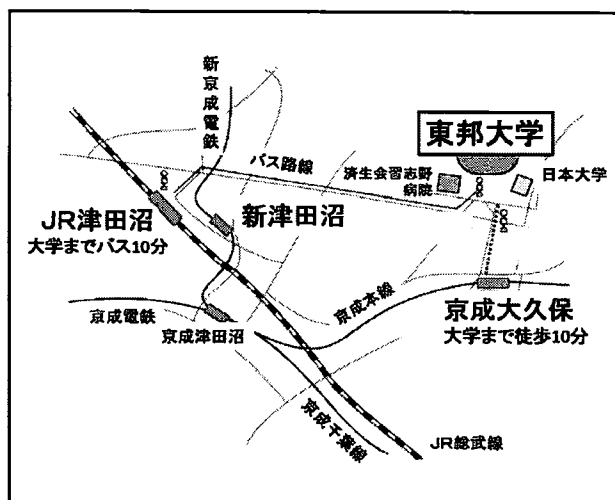 新京成電鉄
東邦大学
バス路線
済生会習志野
病院
日本大学
JR津田沼
大学までバス10分
新津田沼
京成本線
京成大久保
大学まで徒歩10分
京成電鉄
京成津田沼
京成千葉線
JR総武線